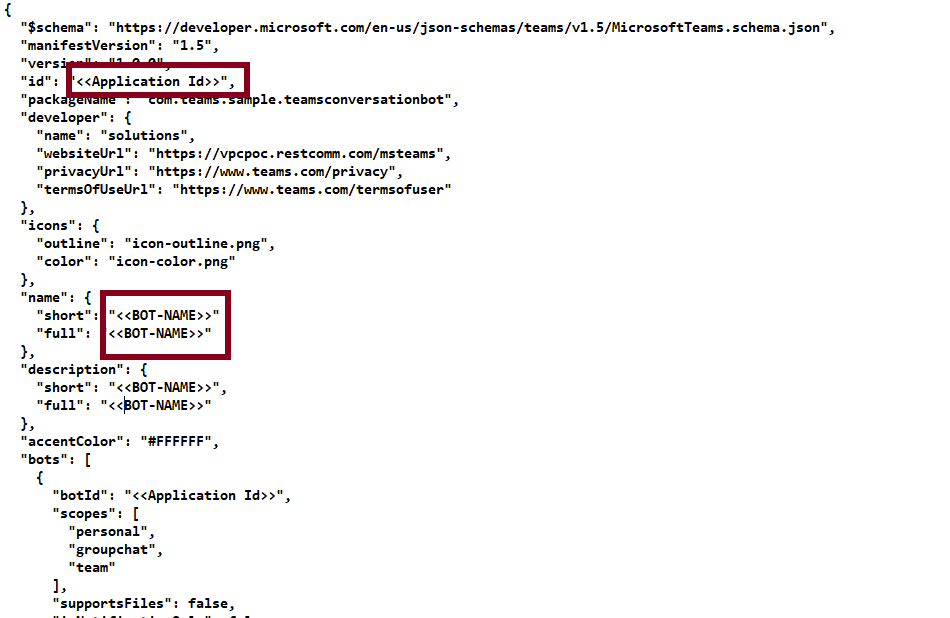 {
"$schema": "https://developer.microsoft.com/en-us/json-schemas/teams/v1.5/MicrosoftTeams.schema.json",
"manifestVersion": "1.5",
"version": "1.0.0",
"id": "<<Application Id>>",
"packageName": "com.teams.sample.teamsconversationbot",
"developer": {
"name": "solutions",
"websiteUrl": "https://vpcpoc.restcomm.com/msteams",
"privacyUrl": "https://www.teams.com/privacy",
"termsOfUseUrl": "https://www.teams.com/termsofuser"
},
"icons": {
"outline": "icon-outline.png",
"color": "icon-color.png"
},
"name": {
"short": "<<BOT-NAME>>"
"full": "<<BOT-NAME>>"
},
"description": {
"short": "<<BOT-NAME>>",
"full": "<<BOT-NAME>>"
},
"accentColor": "#FFFFFF",
"bots": [
{
"botId": "<<Application Id>>",
"scopes": [
"personal",
"groupchat",
"team"
],
"supportsFiles": false,